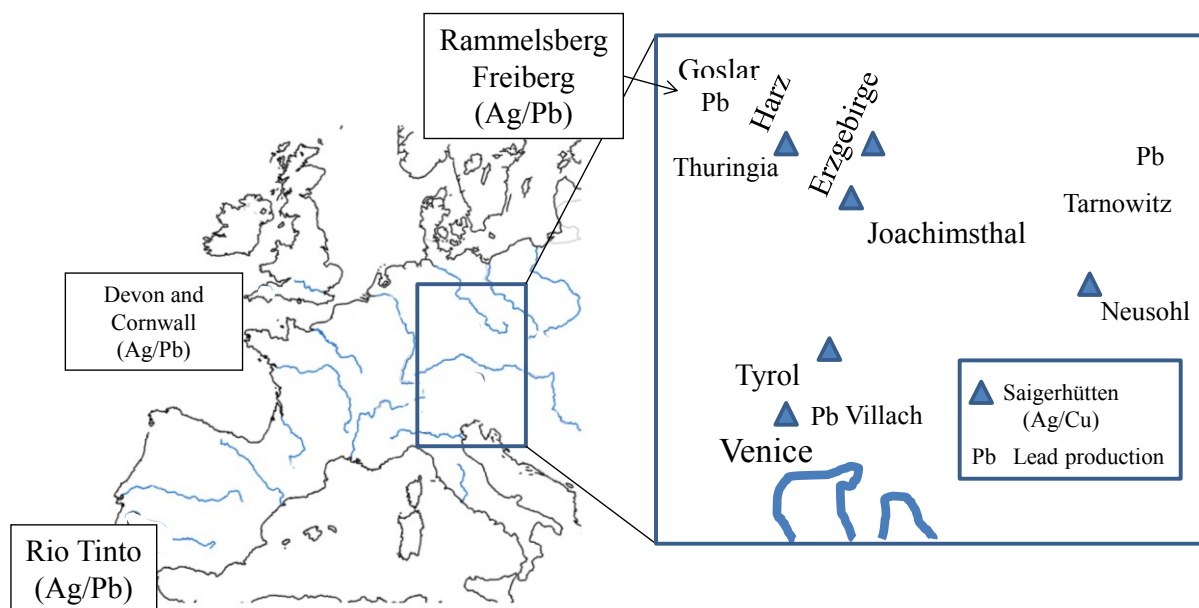 Rammelsberg
Freiberg
(Ag/Pb)
Devon and
Cornwall
(Ag/Pb)
Rio Tinto
(Ag/Pb)
Goslar
Pb
Harz
Thuringia
Erzgebirge
Joachimsthal
Pb
Tarnowitz
Neusohl
Tyrol
Pb Villach
Venice
Saigerhütten
(Ag/Cu)
Pb Lead production